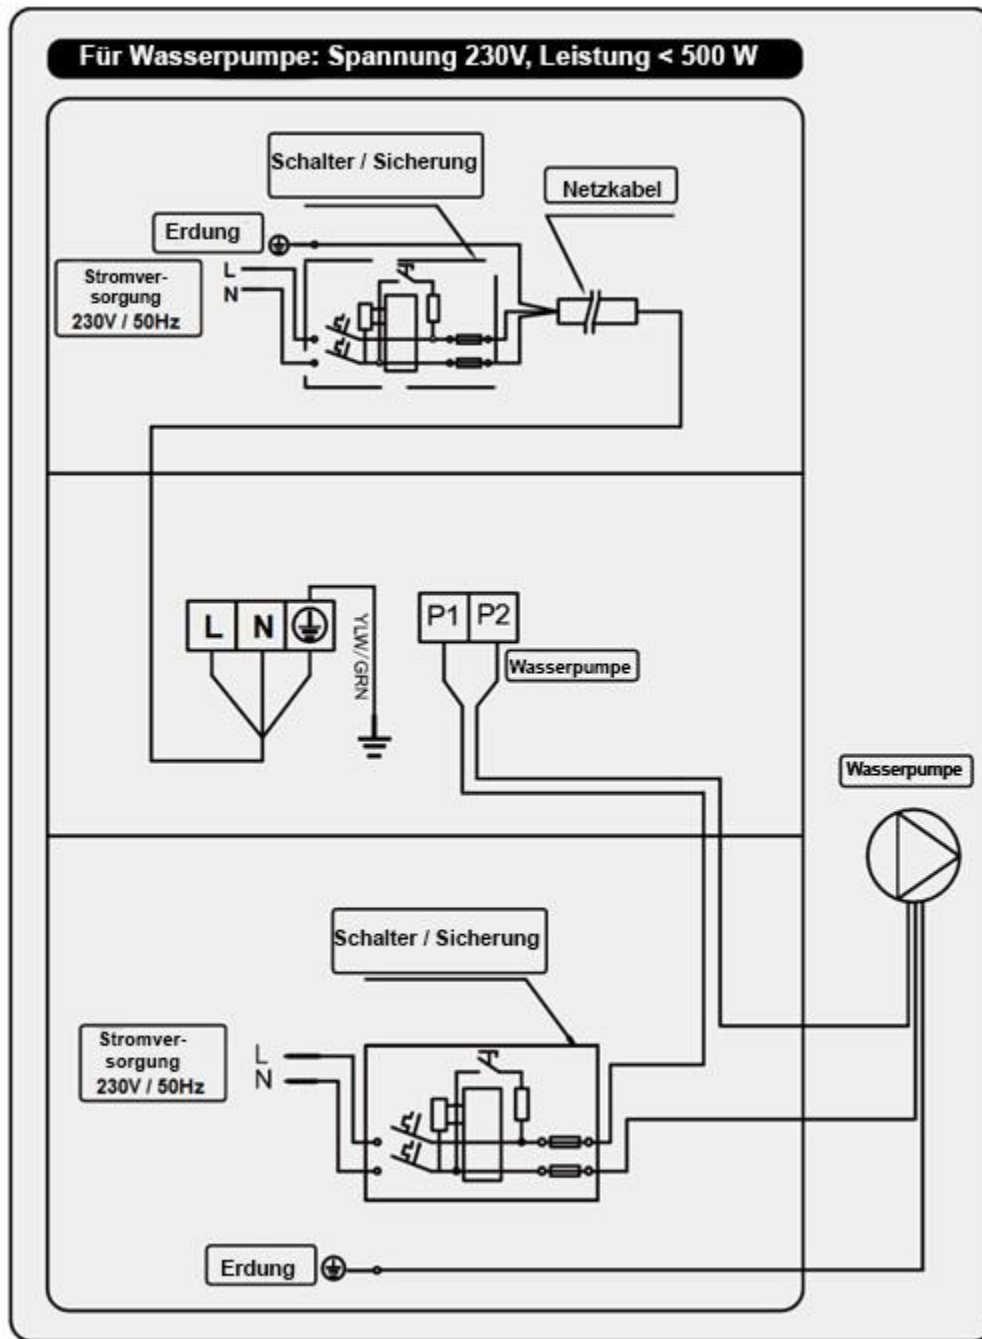 Für Wasserpumpe: Spannung 230V, Leistung < 500 W
Schalter / Sicherung
Netzkabel
Erdung
Stromver-
sorgung
230V / 50Hz
L
N
L N
YLW/GRN
P1 P2
Wasserpumpe
Wasserpumpe
Schalter / Sicherung
Stromver-
sorgung
230V / 50Hz
L
N
Erdung